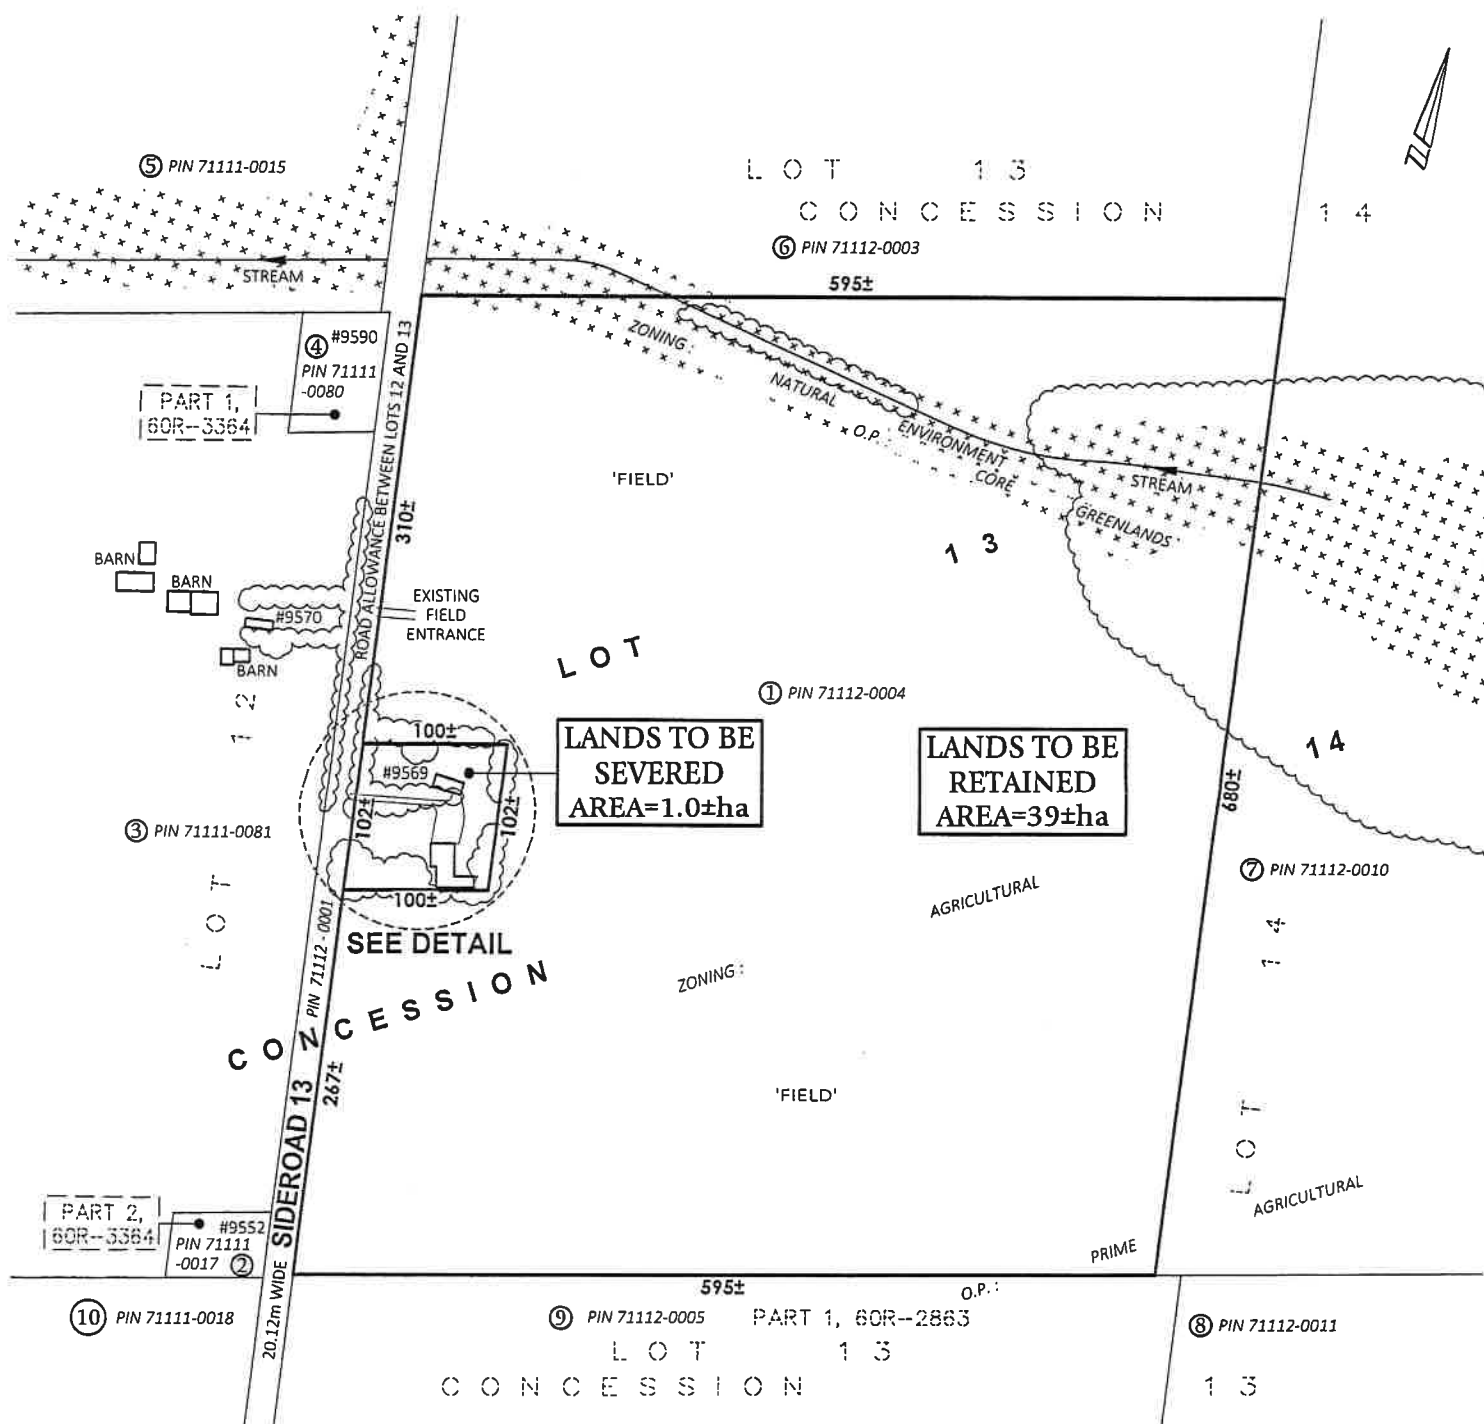 ⑤ PIN 71111-0015
LOT 13
CONCESSION 14
⑥ PIN 71112-0003
595±
STREAM
④ #9590
PIN 71111
-0080
PART 1,
60R--3364
ROAD ALLOWANCE BETWEEN LOTS 12 AND 13
310±
ZONING :
NATURAL
ENVIRONMENT
O.P. :
CORE
GREENLANDS
STREAM
'FIELD'
13
BARN
BARN
#9570
BARN
EXISTING
FIELD
ENTRANCE
LOT
① PIN 71112-0004
12
100±
#9569
102±
102±
100±
LANDS TO BE
SEVERED
AREA=1.0±ha
LANDS TO BE
RETAINED
AREA=39±ha
14
680±
③ PIN 71111-0081
LOT
⑦ PIN 71112-0010
AGRICULTURAL
SEE DETAIL
PIN 71112 - 0001
14
ZONING :
CONCESSION
N
267±
'FIELD'
SIDEROAD 13
LOT
AGRICULTURAL
PART 2,
60R--3364
#9552
PIN 71111
-0017 ②
PRIME
20.12m WIDE
595±
O.P. :
⑩ PIN 71111-0018
⑨ PIN 71112-0005 PART 1, 60R--2863
⑧ PIN 71112-0011
LOT 13
CONCESSION 13